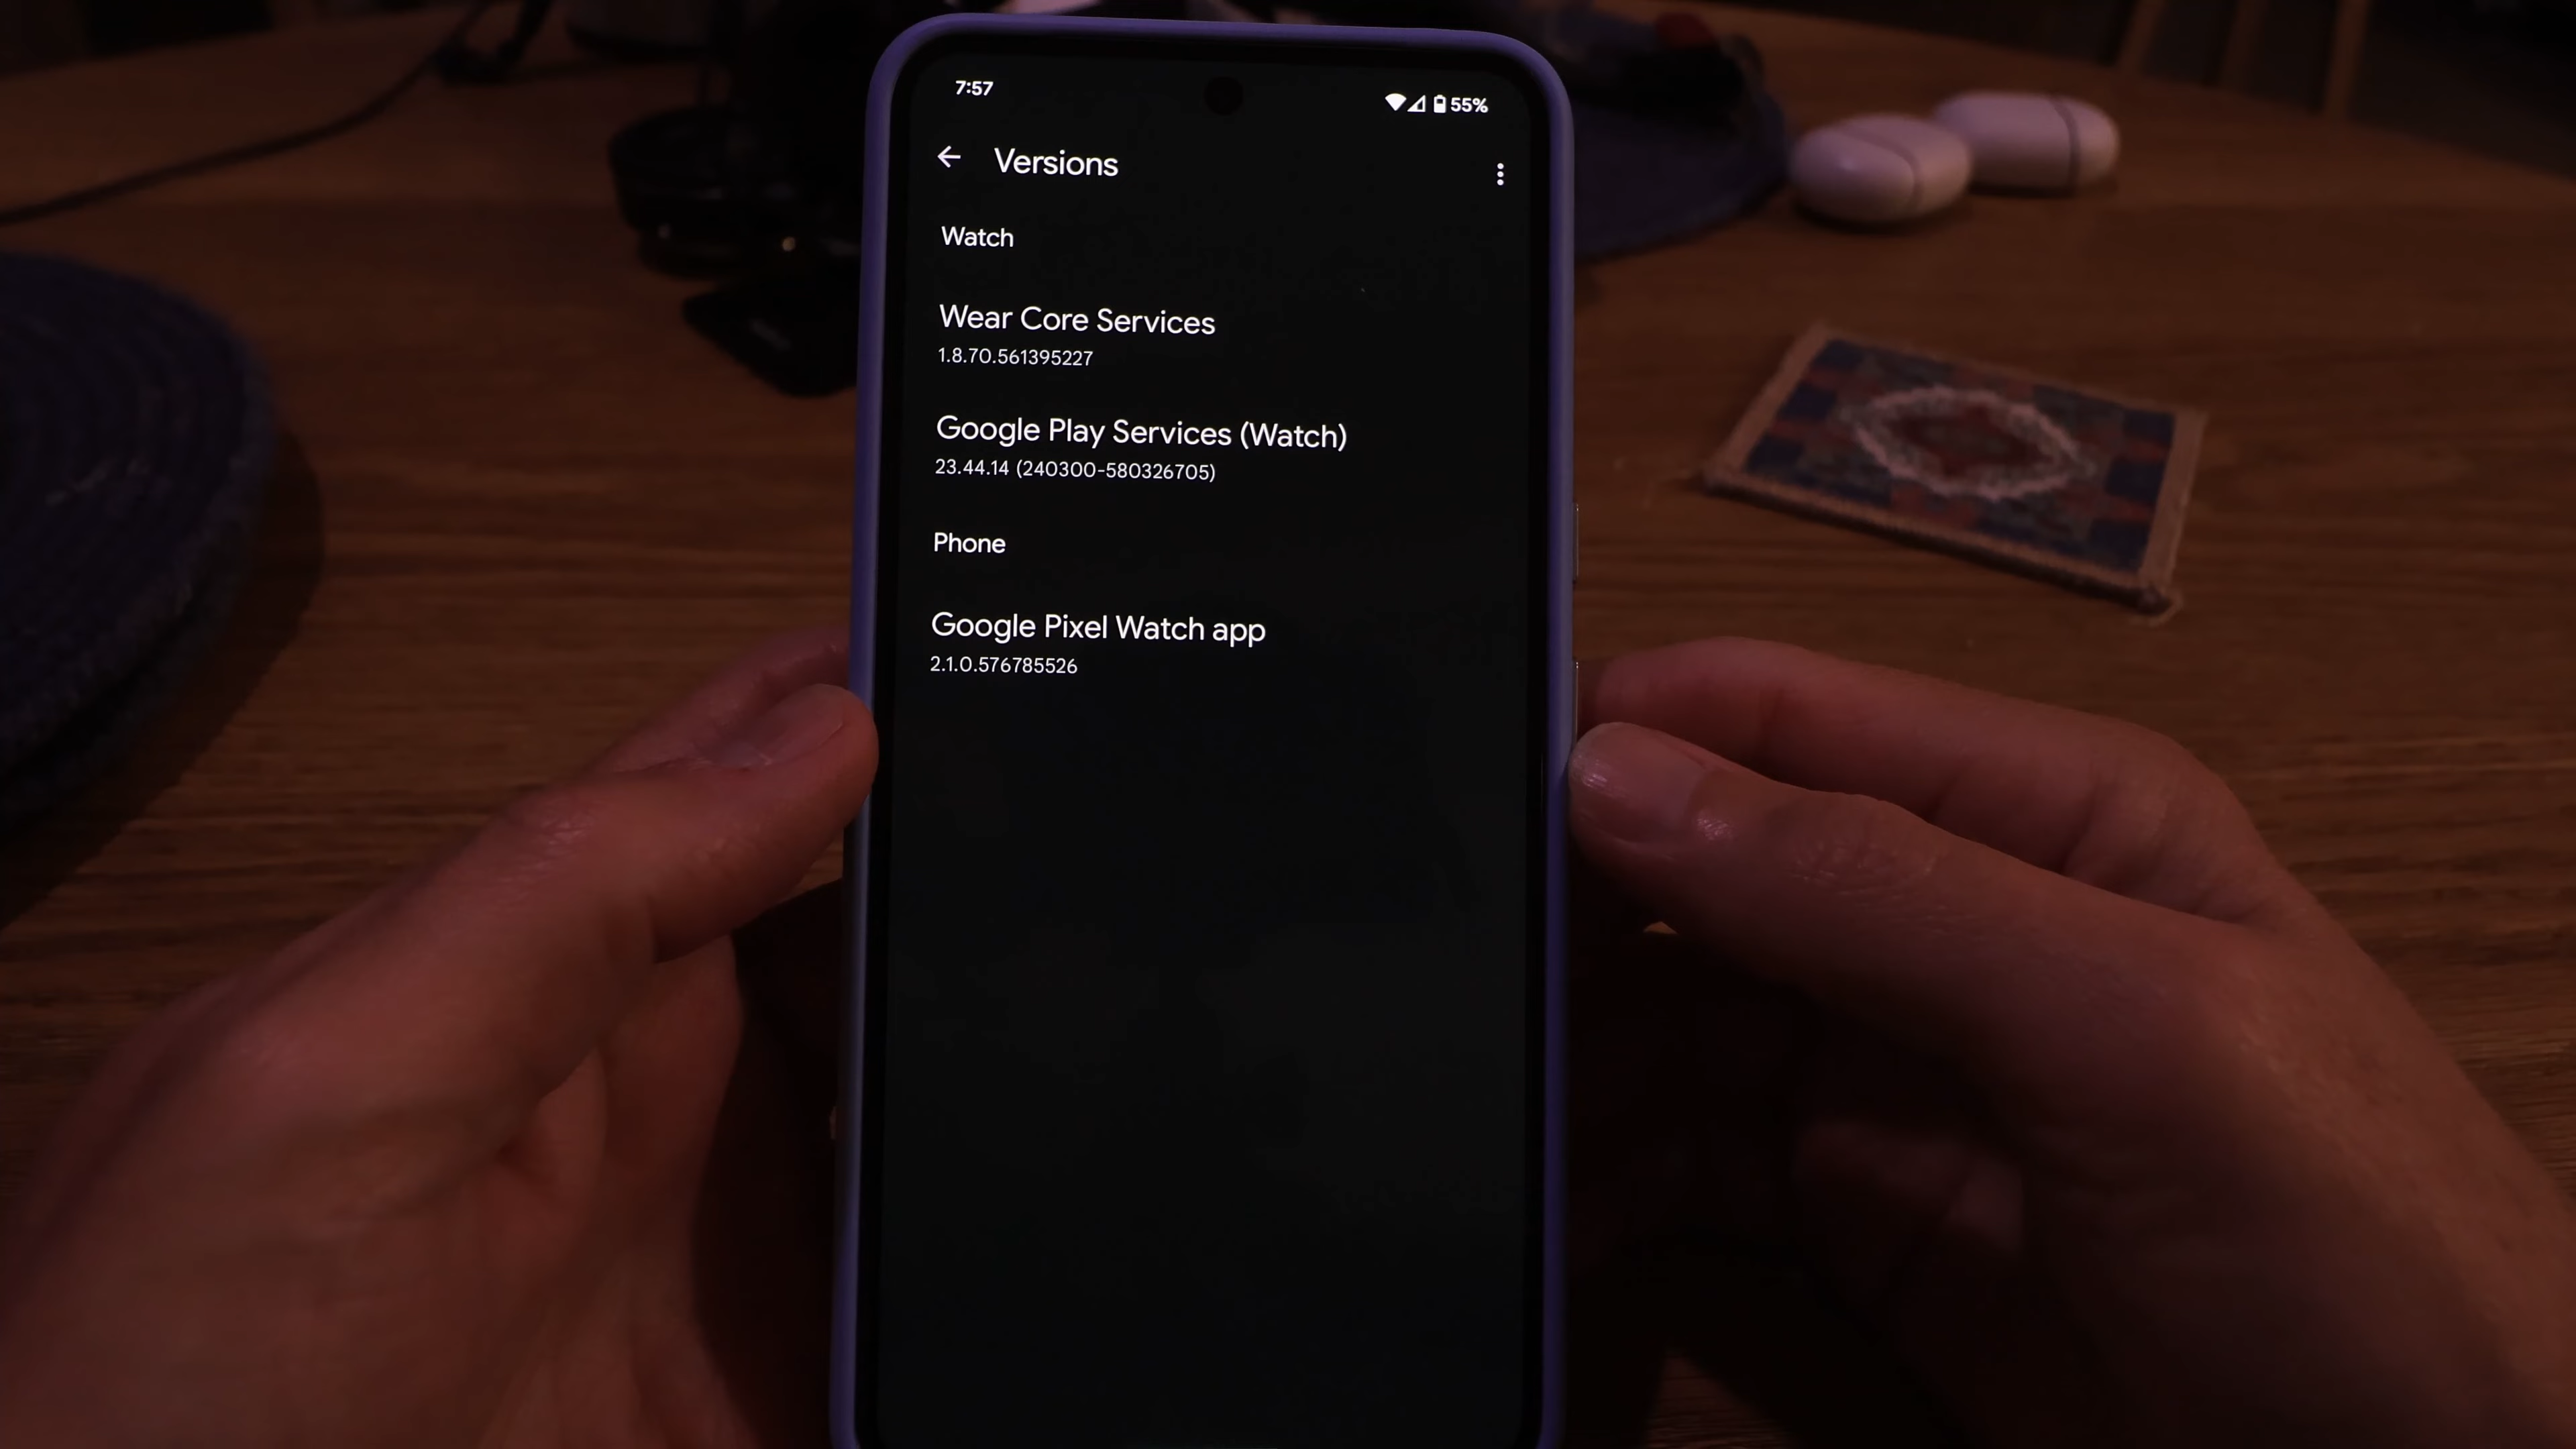 7:57
55%
Versions
Watch
Wear Core Services
1.8.70.561395227
Google Play Services (Watch)
23.44.14 (240300-580326705)
Phone
Google Pixel Watch app
2.1.0.576785526